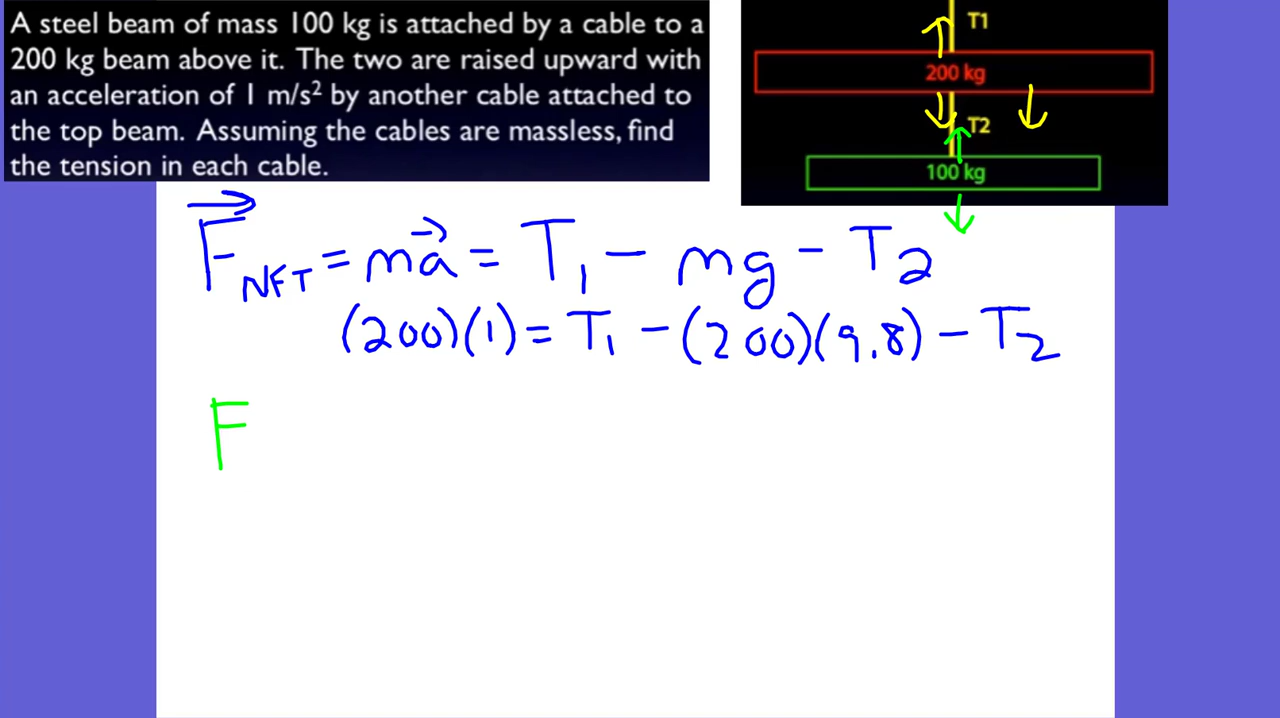 A steel beam of mass 100 kg is attached by a cable to a
200 kg beam above it. The two are raised upward with
an acceleration of 1 m/s² by another cable attached to
the top beam. Assuming the cables are massless, find
the tension in each cable.
T1
200 kg
T2
100 kg
F NET = ma = T₁ - mg - T2
(200)(1) = T₁ - (200)(9.8) - T₂
F